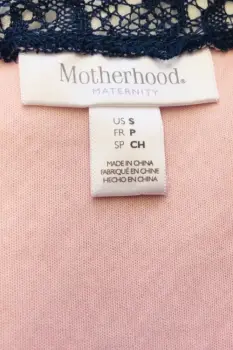 Motherhood®
MATERNITY
US S
FR P
SP CH
MADE IN CHINA
FABRIQUÉ EN CHINE
HECHO EN CHINA